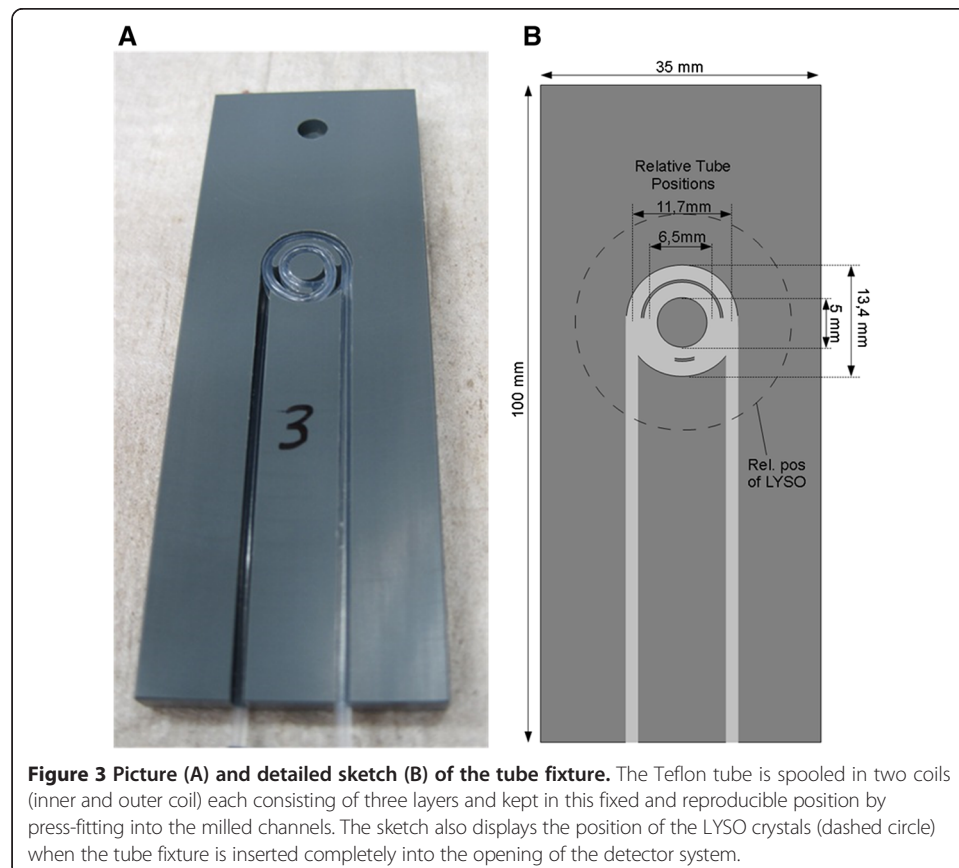 A
B
35 mm
Relative Tube
Positions
11,7mm
6,5mm
5 mm
13,4 mm
100 mm
Rel. pos
of LYSO
3
Figure 3 Picture (A) and detailed sketch (B) of the tube fixture. The Teflon tube is spooled in two coils
(inner and outer coil) each consisting of three layers and kept in this fixed and reproducible position by
press-fitting into the milled channels. The sketch also displays the position of the LYSO crystals (dashed circle)
when the tube fixture is inserted completely into the opening of the detector system.